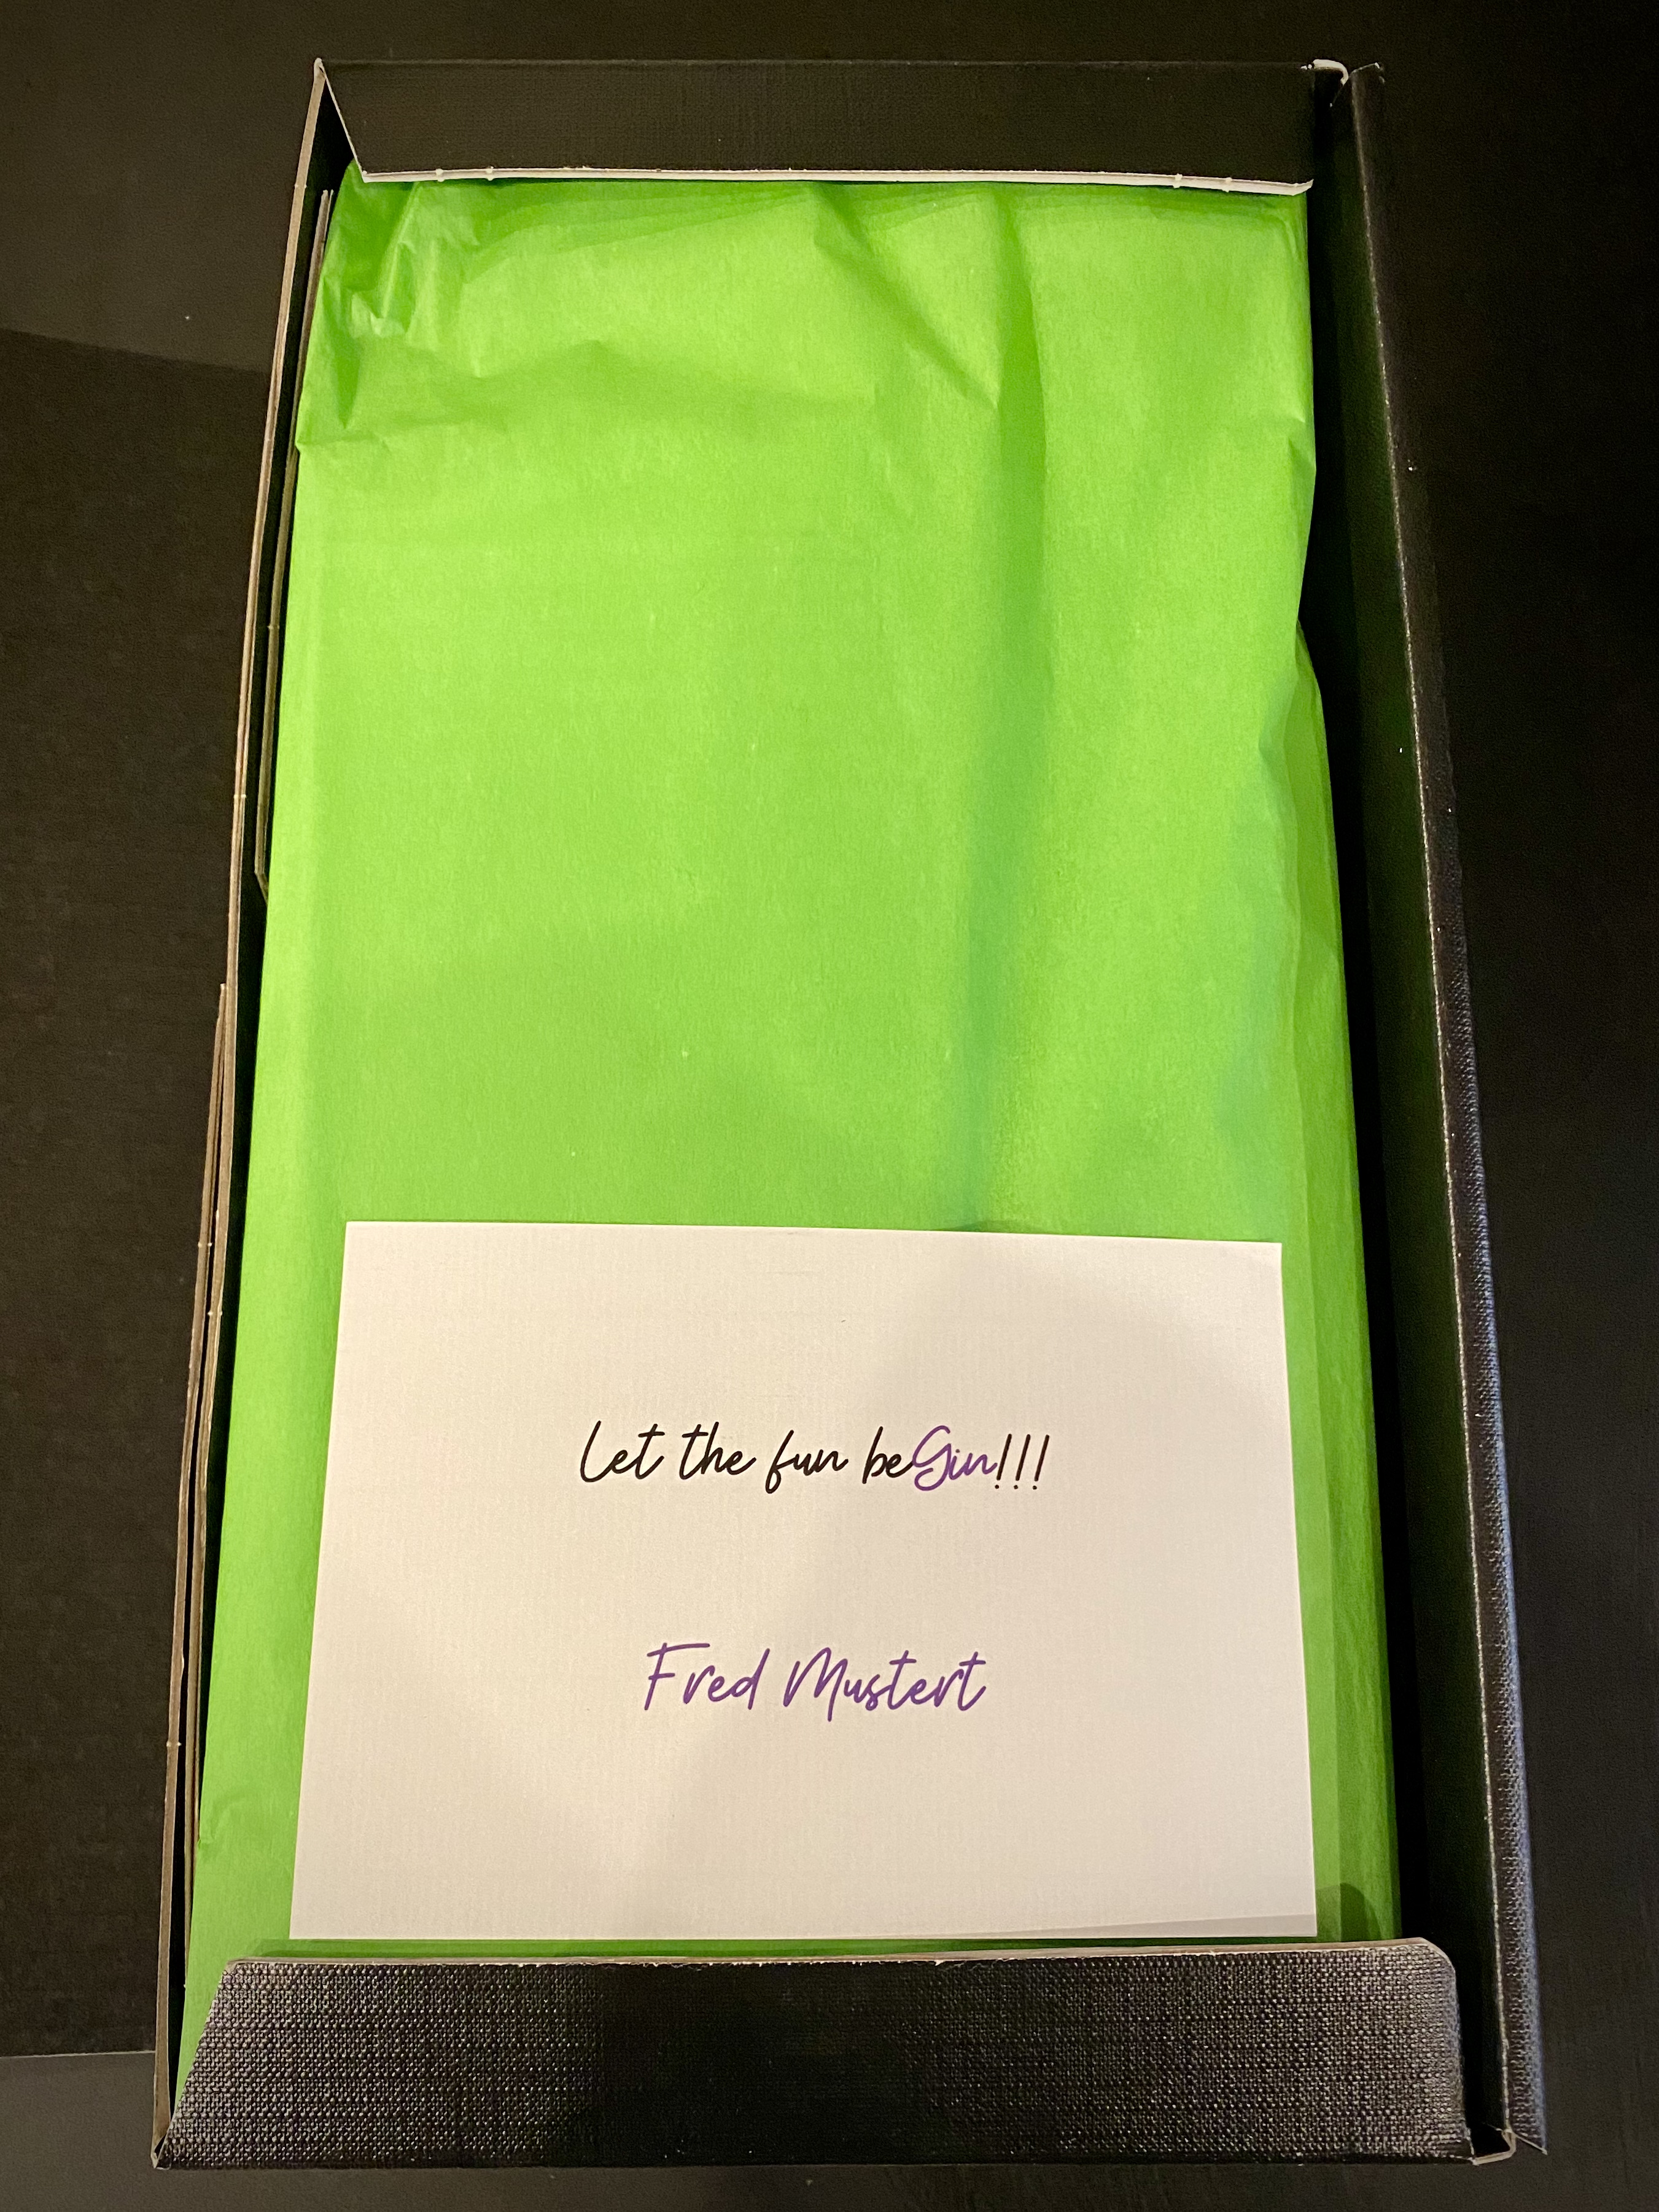 Let the fun beGin!!!
Fred Mustert